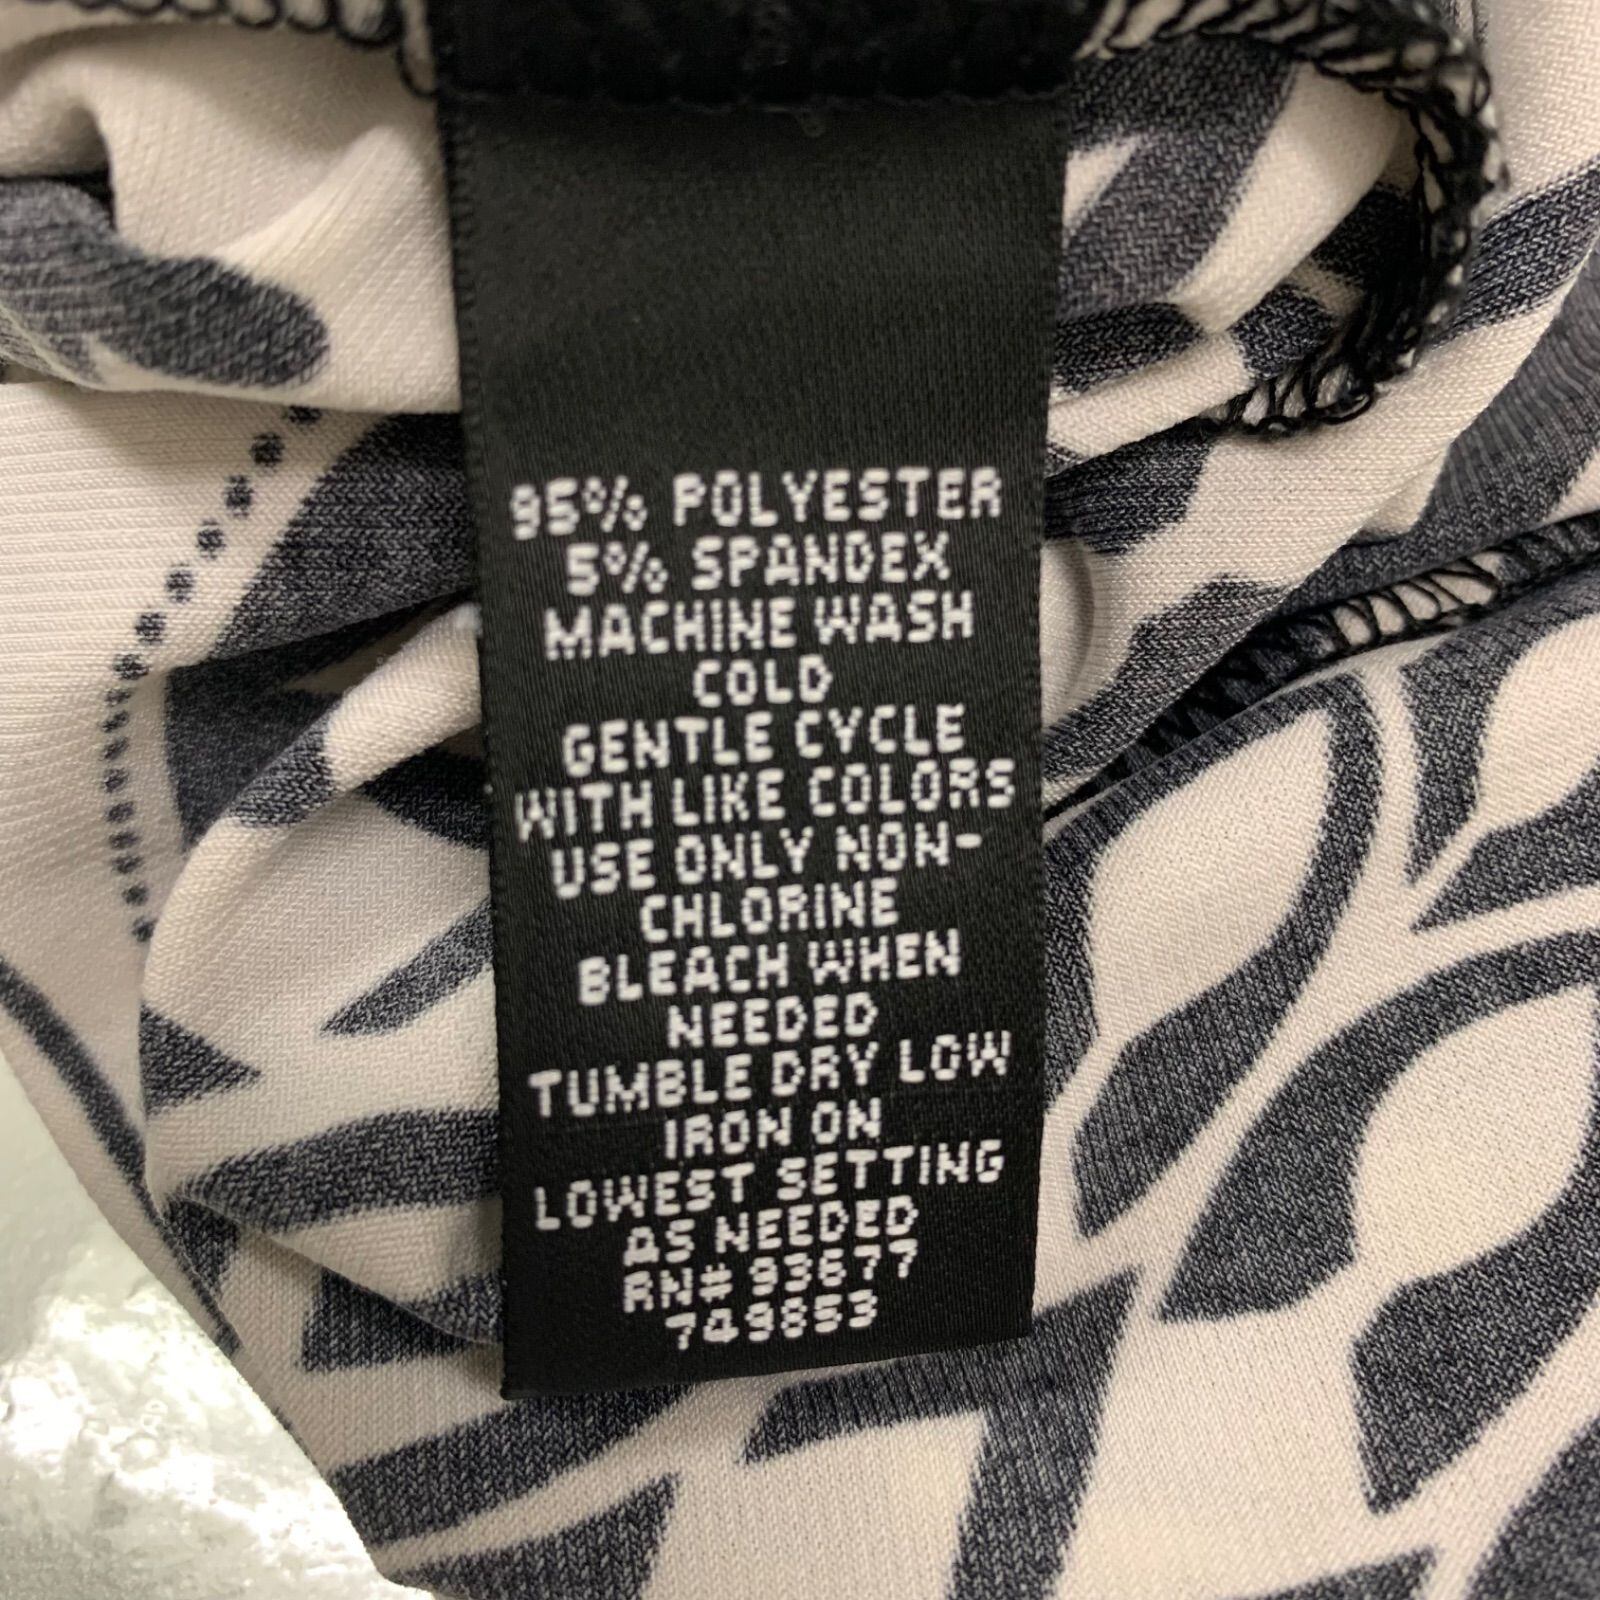 95% POLYESTER
5% SPANDEX
MACHINE WASH
COLD
GENTLE CYCLE
WITH LIKE COLORS
USE ONLY NON-
CHLORINE
BLEACH WHEN
NEEDED
TUMBLE DRY LOW
IRON ON
LOWEST SETTING
AS NEEDED
RN# 93677
749853